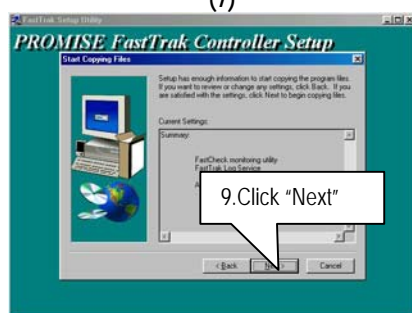 (7)
FastTrak Setup Utility
PROMISE FastTrak Controller Setup
Start Copying Files
Setup has enough information to start copying the program files.
If you want to review or change any settings, click Back. If you
are satisfied with the settings, click Next to begin copying files.
Current Settings:
Summary:
FastCheck monitoring utility
FastTrak Log Service
9.Click “Next”
< Back
Cancel